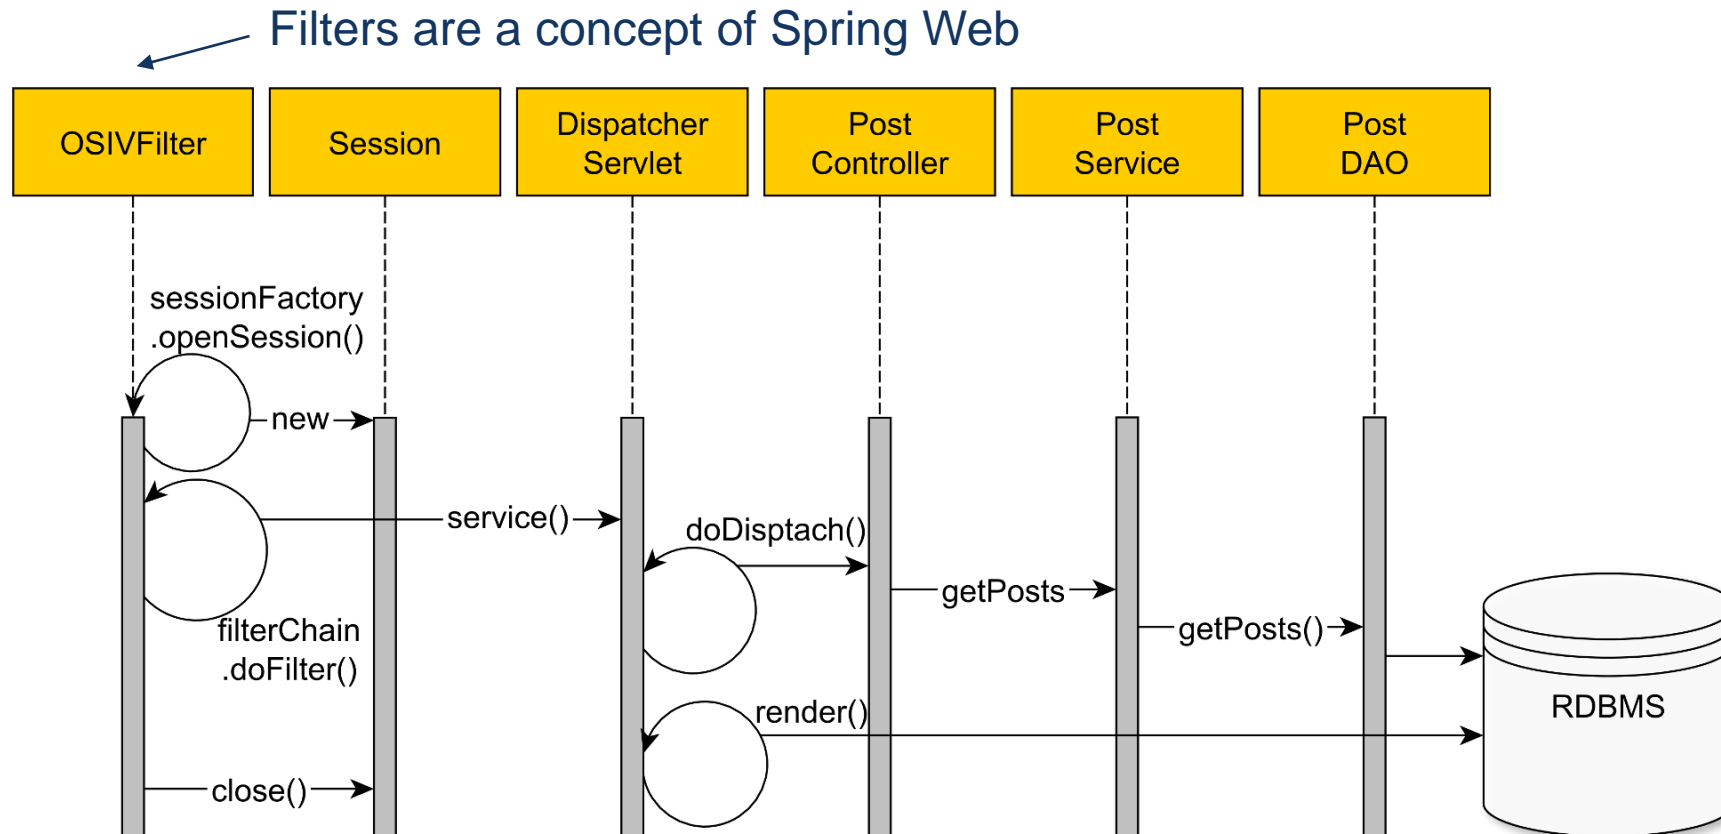 Filters are a concept of Spring Web
OSIVFilter
Session
Dispatcher
Servlet
Post
Controller
Post
Service
Post
DAO
sessionFactory
.openSession()
new
service()
doDisptach()
getPosts
getPosts()
filterChain
.doFilter()
render()
RDBMS
close()